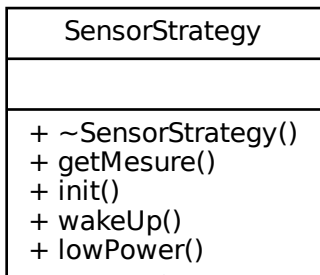 SensorStrategy
+ ~SensorStrategy()
+ getMesure()
+ init()
+ wakeUp()
+ lowPower()